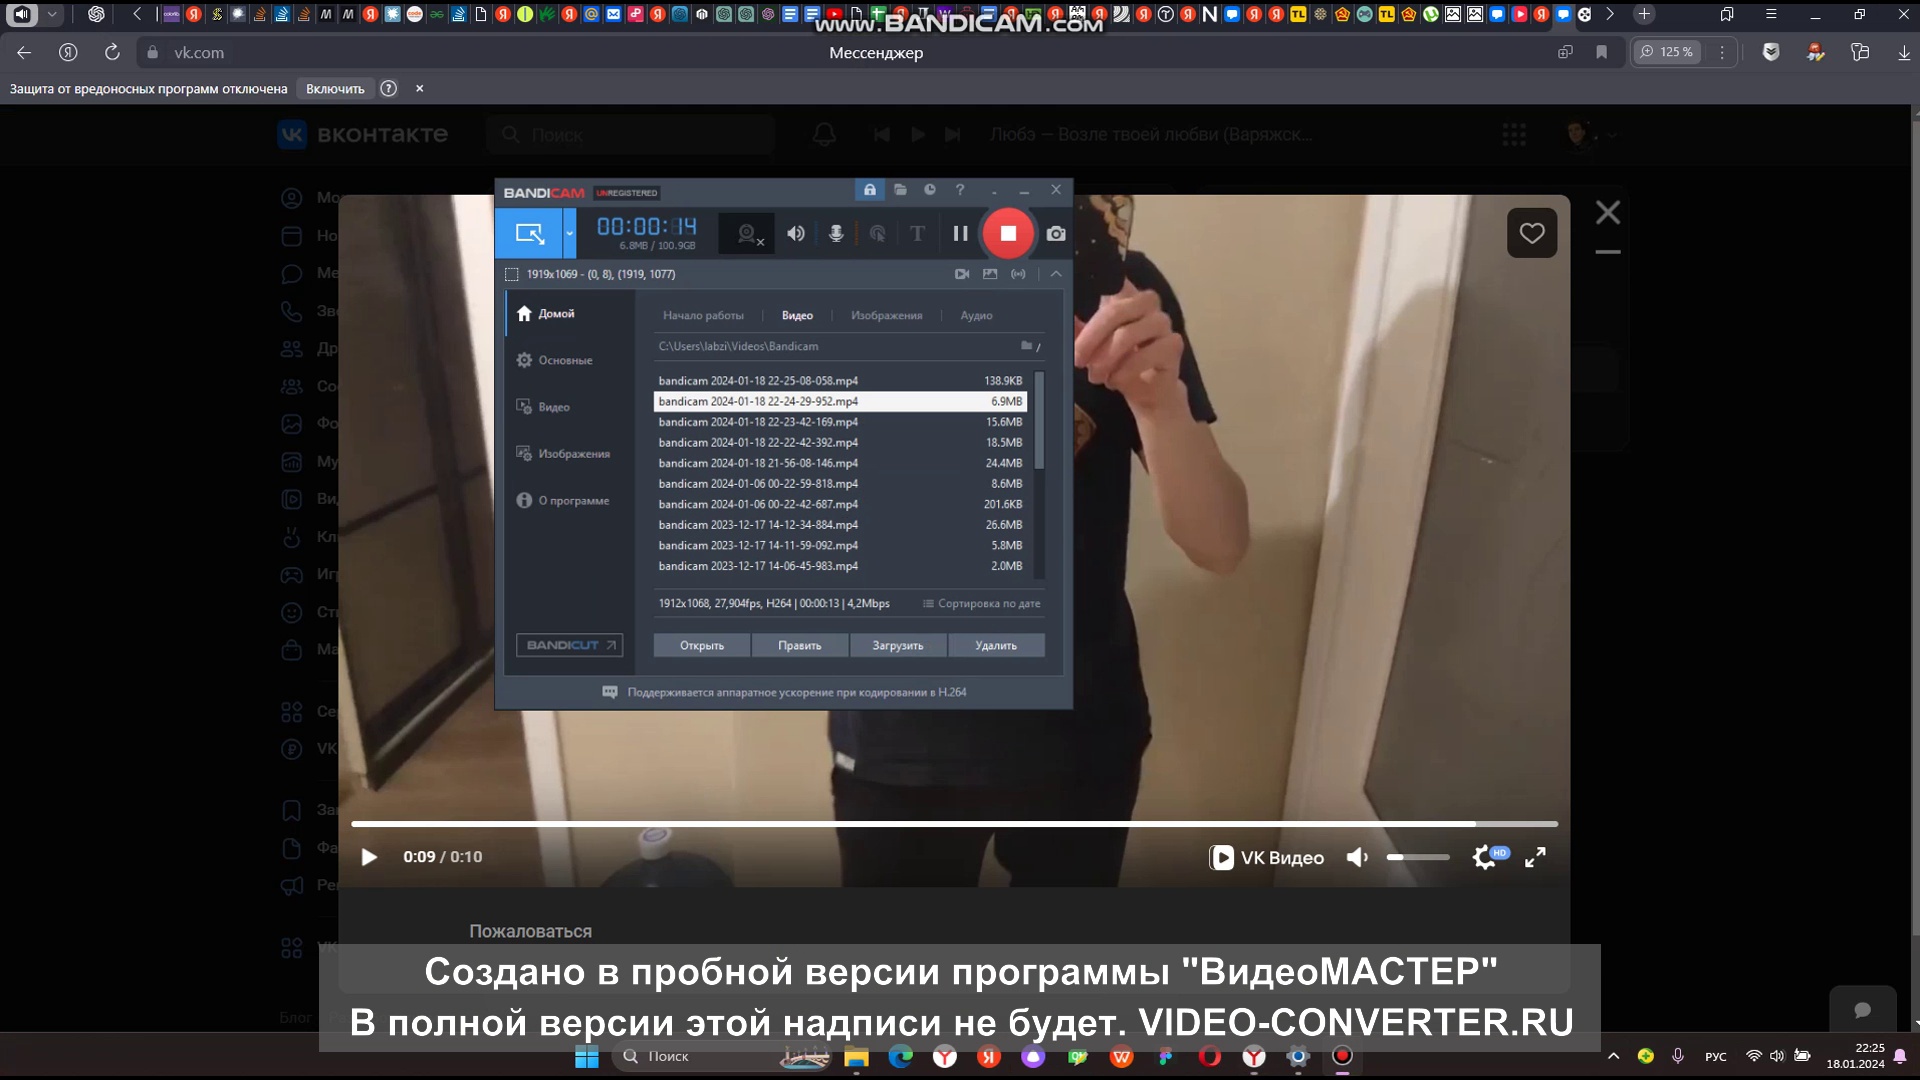 www.BANDICAM.com
vk.com
Мессенджер
125 %
Защита от вредоносных программ отключена
Включить
вконтакте
Поиск
Любэ — Возле твоей любви (Варяжск...
BANDICAM
UNREGISTERED
00:00:14
6.8MB / 100.9GB
1919x1069 - (0, 8), (1919, 1077)
Домой
Основные
Видео
Изображения
О программе
BANDICUT
Начало работы
Видео
Изображения
Аудио
C:\Users\labzi\Videos\Bandicam
bandicam 2024-01-18 22-25-08-058.mp4 138.9KB
bandicam 2024-01-18 22-24-29-952.mp4 6.9MB
bandicam 2024-01-18 22-23-42-169.mp4 15.6MB
bandicam 2024-01-18 22-22-42-392.mp4 18.5MB
bandicam 2024-01-18 21-56-08-146.mp4 24.4MB
bandicam 2024-01-06 00-22-59-818.mp4 8.6MB
bandicam 2024-01-06 00-22-42-687.mp4 201.6KB
bandicam 2023-12-17 14-12-34-884.mp4 26.6MB
bandicam 2023-12-17 14-11-59-092.mp4 5.8MB
bandicam 2023-12-17 14-06-45-983.mp4 2.0MB
1912x1068, 27,904fps, H264 | 00:00:13 | 4,2Mbps
Сортировка по дате
Открыть
Править
Загрузить
Удалить
Поддерживается аппаратное ускорение при кодировании в H.264
0:09 / 0:10
VK Видео
HD
Пожаловаться
Создано в пробной версии программы "ВидеоМАСТЕР"
В полной версии этой надписи не будет. VIDEO-CONVERTER.RU
Блог
Поиск
РУС
22:25
18.01.2024